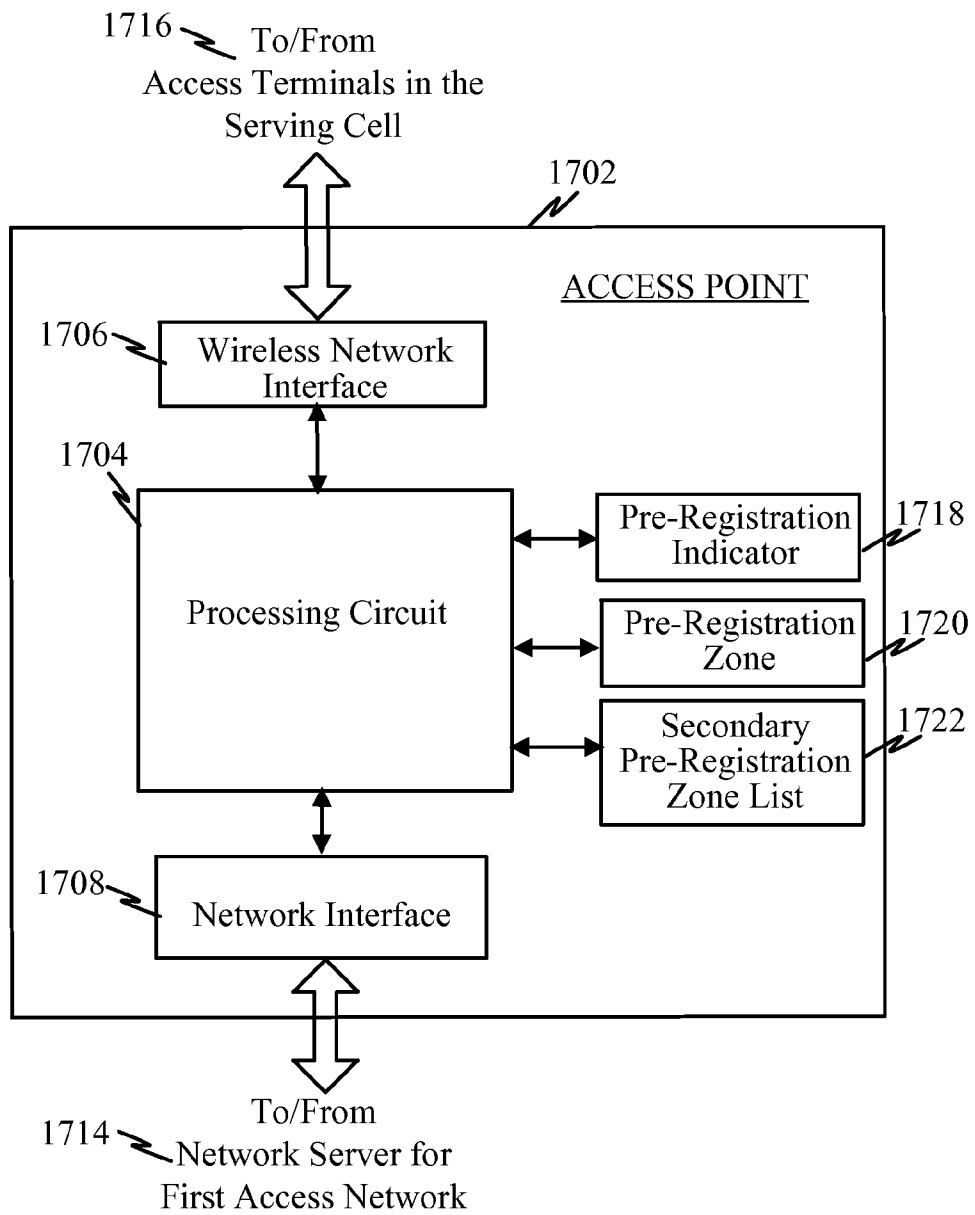 1716
To/From
Access Terminals in the
Serving Cell
1702
ACCESS POINT
1706
Wireless Network
Interface
1704
Processing Circuit
Pre-Registration
Indicator
1718
Pre-Registration
Zone
1720
Secondary
Pre-Registration
Zone List
1722
1708
Network Interface
To/From
1714
Network Server for
First Access Network